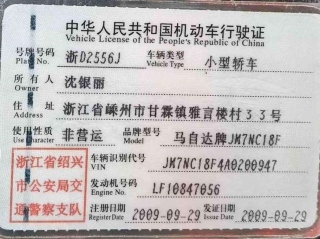 中华人民共和国机动车行驶证
Vehicle License of the People's Republic of China
号牌号码 浙D2556J 车辆类型 小型轿车
Plate No. Vehicle Type
所有人 沈银丽
Owner
住址 浙江省嵊州市甘霖镇雅言楼村33号
Address
使用性质 非营运 品牌型号 马自达牌JM7NC18F
Use Character Model
浙江省绍兴
市公安局交
通警察支队
车辆识别代号 JM7NC18F4A0200947
VIN
发动机号码 LF10847056
Engine No.
注册日期 2009-09-29 发证日期 2009-09-29
Register Date Issue Date